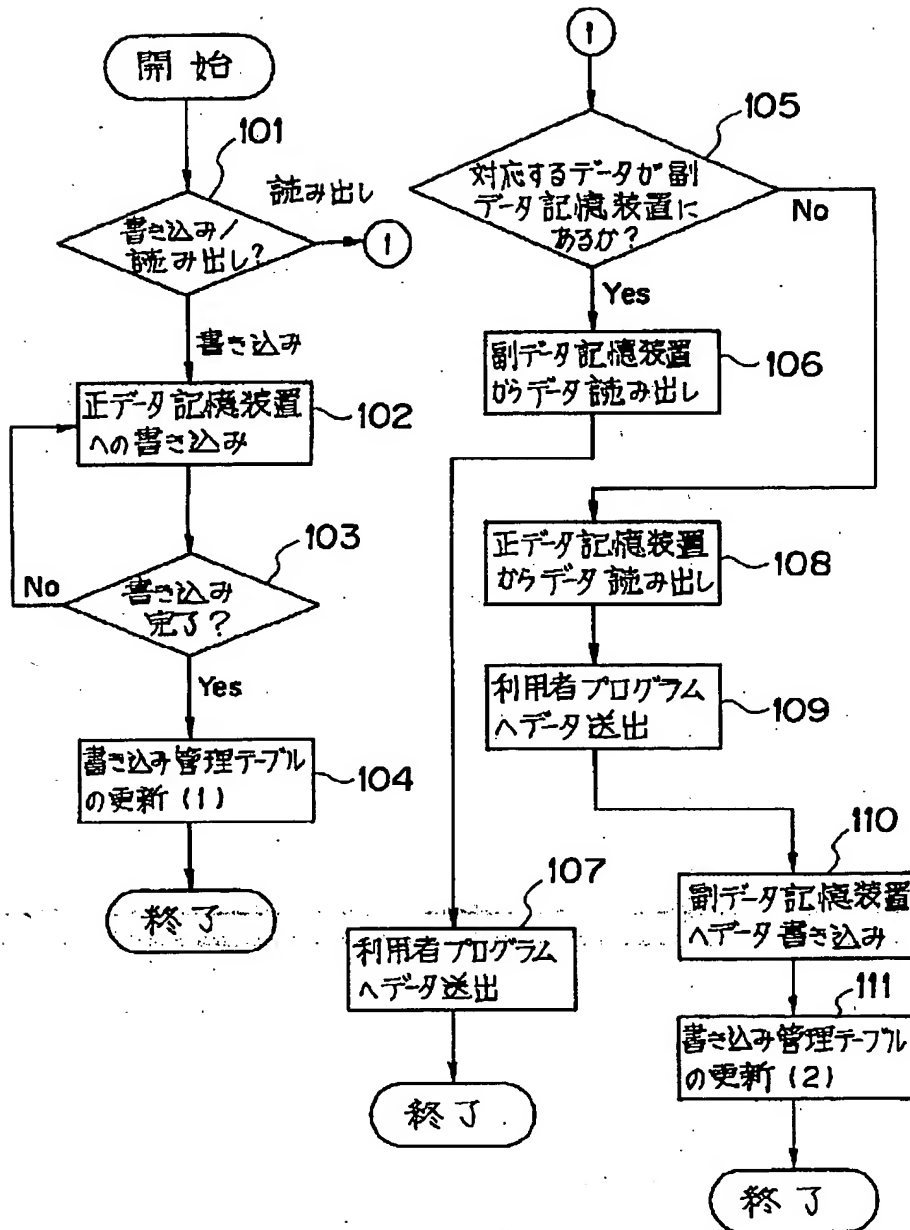 開始
101
書き込み/
読み出し?
読み出し
1
書き込み
正データ記憶装置
への書き込み
102
103
書き込み
完了?
No
Yes
書き込み管理テーブル
の更新(1)
104
終了
1
105
対応するデータが副
データ記憶装置に
あるか?
No
Yes
副データ記憶装置
からデータ読み出し
106
107
利用者プログラム
へデータ送出
終了
正データ記憶装置
からデータ読み出し
108
利用者プログラム
へデータ送出
109
110
副データ記憶装置
へデータ書き込み
111
書き込み管理テーブル
の更新(2)
終了